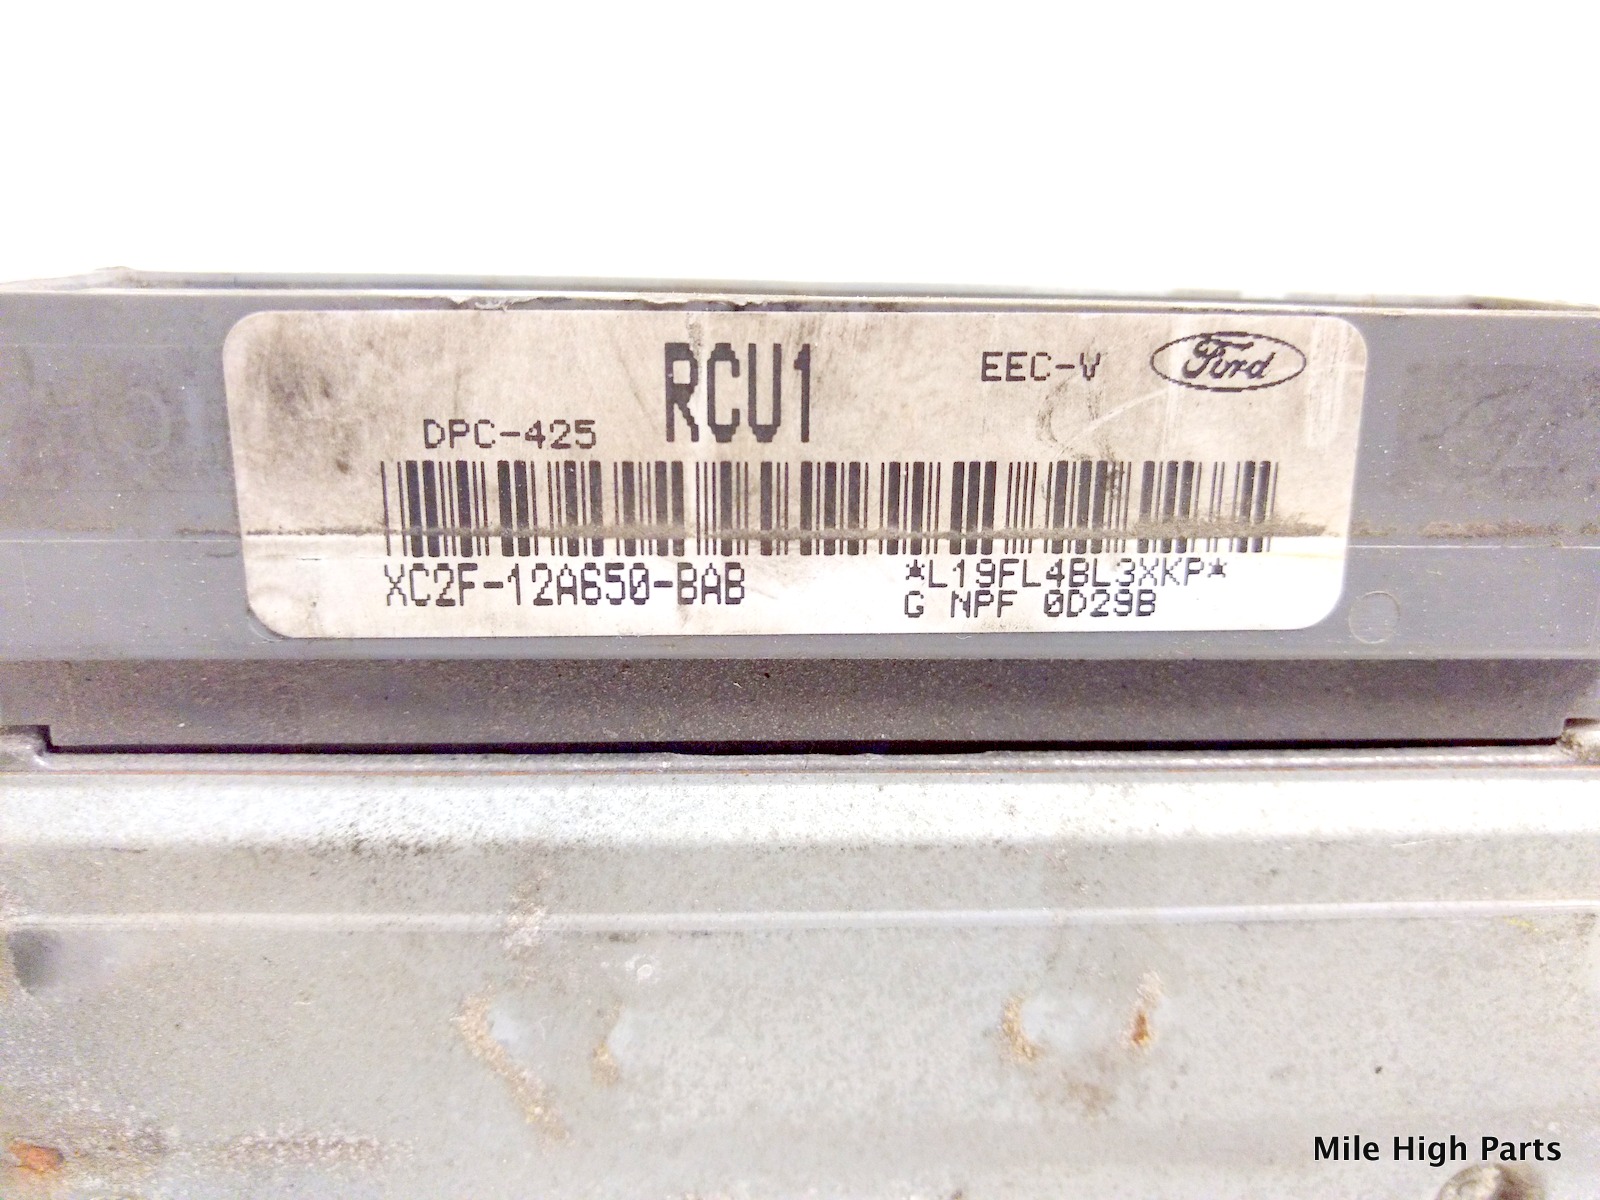 RCU1
EEC-V
Ford
DPC-425
XC2F-12A650-BAB
*L19FL4BL3XKP*
G NPF 0D29B
Mile High Parts